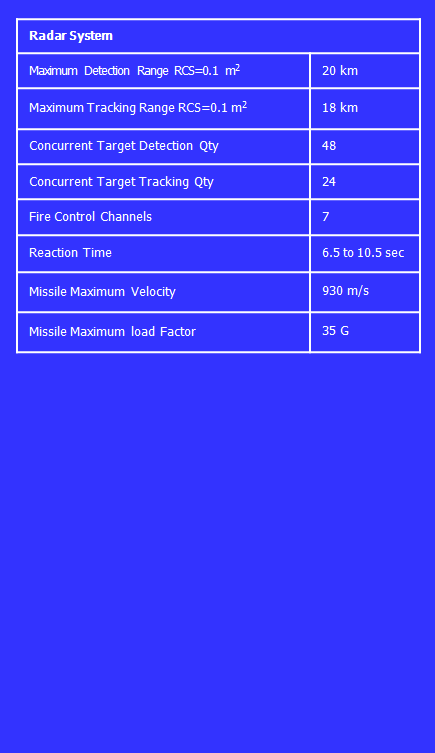 Radar System
Maximum Detection Range RCS=0.1 m² 20 km
Maximum Tracking Range RCS=0.1 m² 18 km
Concurrent Target Detection Qty 48
Concurrent Target Tracking Qty 24
Fire Control Channels 7
Reaction Time 6.5 to 10.5 sec
Missile Maximum Velocity 930 m/s
Missile Maximum load Factor 35 G